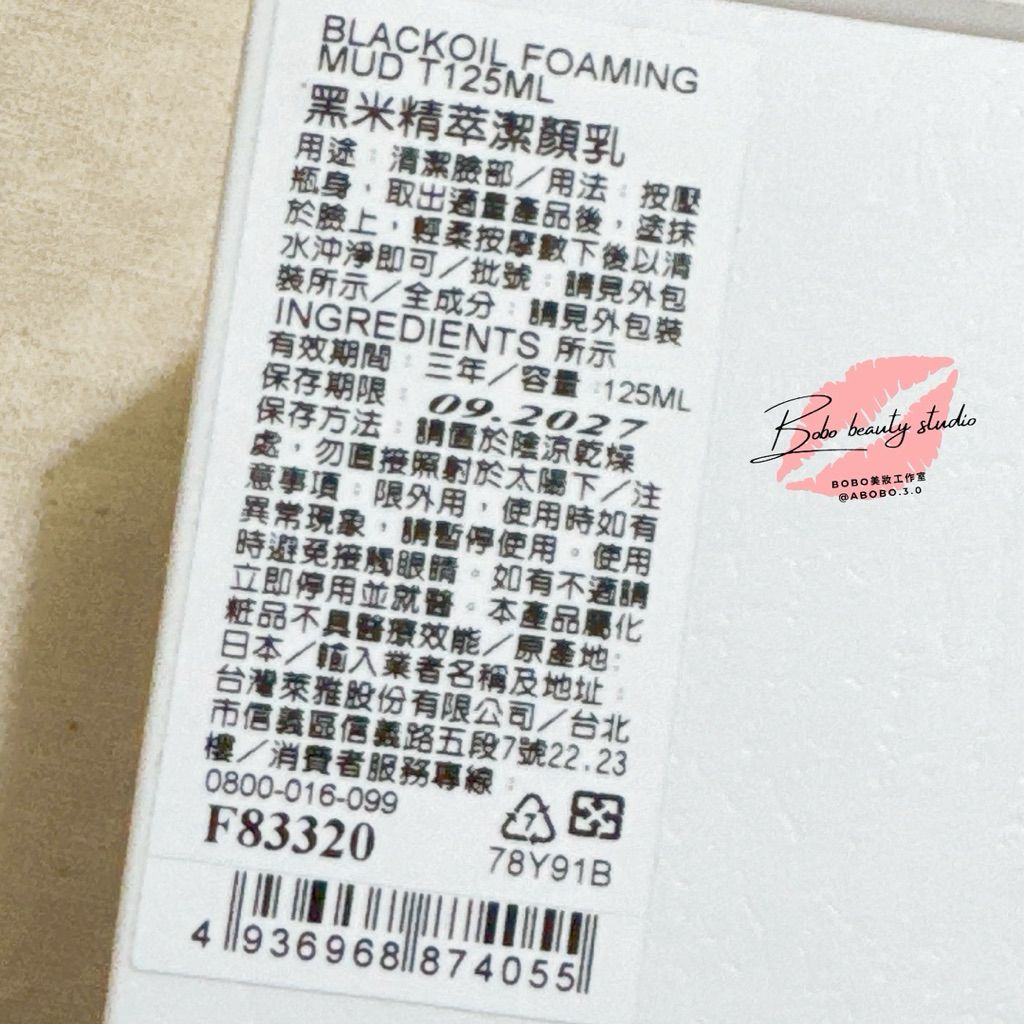 BLACKOIL FOAMING
MUD T125ML
黑米精萃潔顏乳
用途：清潔臉部／用法：按壓
瓶身，取出適量產品後，塗抹
於臉上，輕柔按摩數下後以清
水沖淨即可／批號：請見外包
裝所示／全成分：請見外包裝
INGREDIENTS 所示
有效期間：三年／容量：125ML
保存期限：09.2027
保存方法：請置於陰涼乾燥
處，勿直接照射於太陽下／注
意事項：限外用，使用時如有
異常現象，請暫停使用。使用
時避免接觸眼睛。如有不適請
立即停用並就醫。本產品屬化
粧品不具醫療效能／原產地：
日本／輸入業者名稱及地址：
台灣萊雅股份有限公司／台北
市信義區信義路五段7號22.23
樓／消費者服務專線：
0800-016-099
F83320
7
78Y91B
4 936968 874055
Bobo beauty studio
BOBO美妝工作室
@ABOBO.3.0